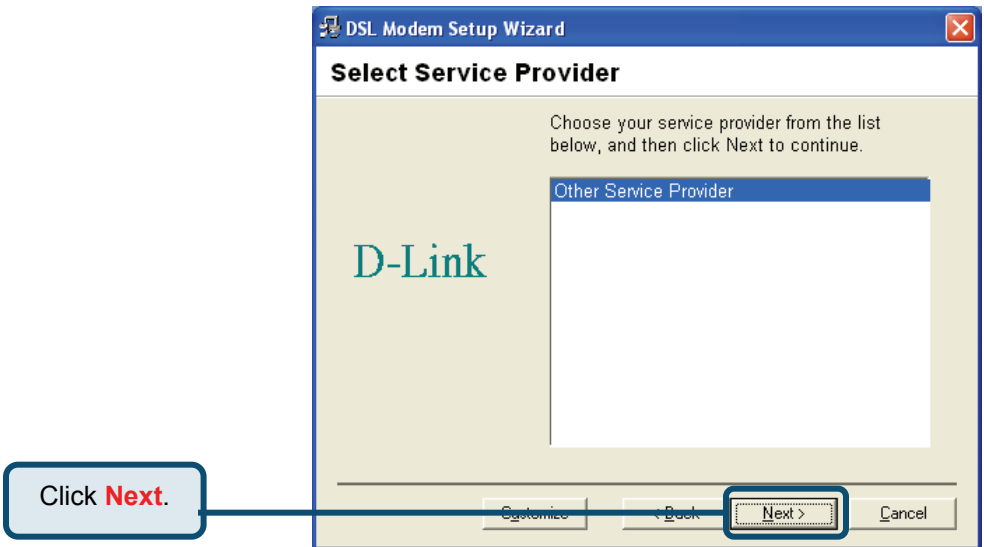 DSL Modem Setup Wizard
Select Service Provider
Choose your service provider from the list
below, and then click Next to continue.
Other Service Provider
D-Link
Click Next.
Customize < Back Next > Cancel